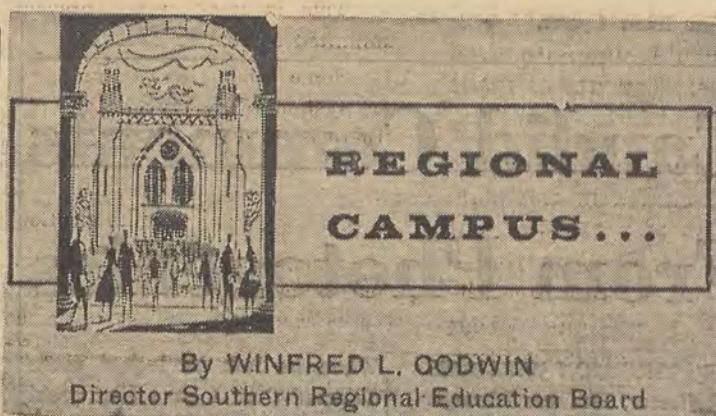 REGIONAL
CAMPUS...
By WINFRED L. GODWIN
Director Southern Regional Education Board